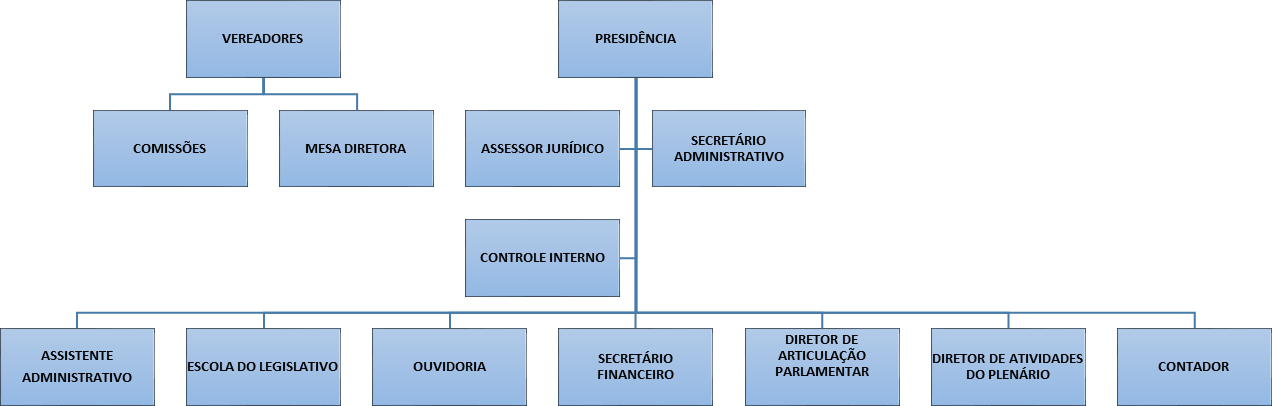 VEREADORES
PRESIDÊNCIA
COMISSÕES
MESA DIRETORA
ASSESSOR JURÍDICO
SECRETÁRIO
ADMINISTRATIVO
CONTROLE INTERNO
ASSISTENTE
ADMINISTRATIVO
ESCOLA DO LEGISLATIVO
OUVIDORIA
SECRETÁRIO
FINANCEIRO
DIRETOR DE
ARTICULAÇÃO
PARLAMENTAR
DIRETOR DE ATIVIDADES
DO PLENÁRIO
CONTADOR